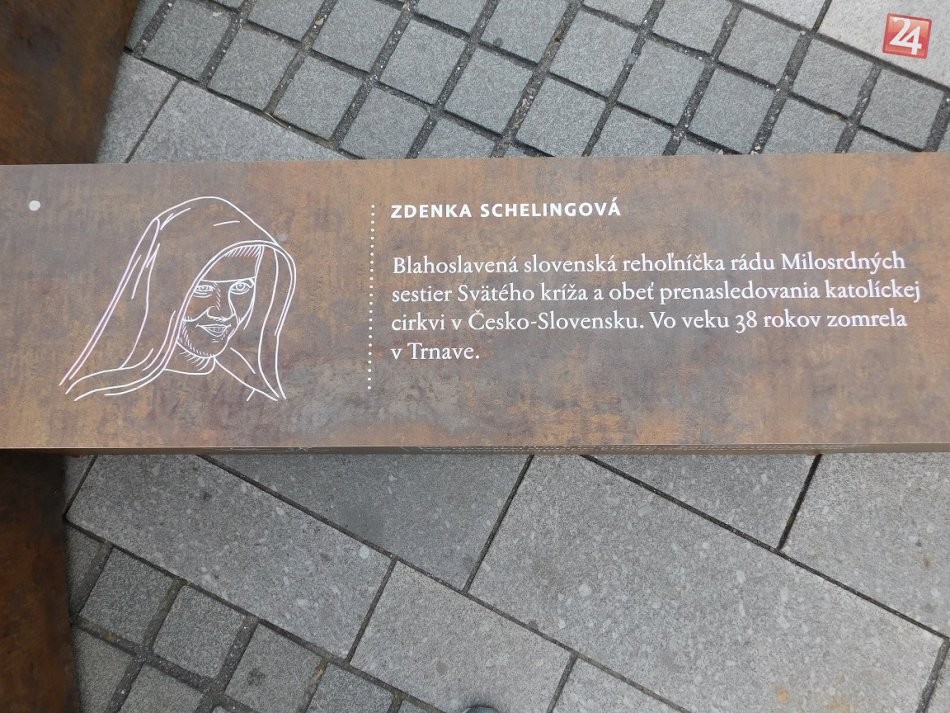 24
ZDENKA SCHELINGOVÁ
Blahoslavená slovenská rehoľníčka rádu Milosrdných
sestier Svätého kríža a obeť prenasledovania katolíckej
cirkvi v Česko-Slovensku. Vo veku 38 rokov zomrela
v Trnave.